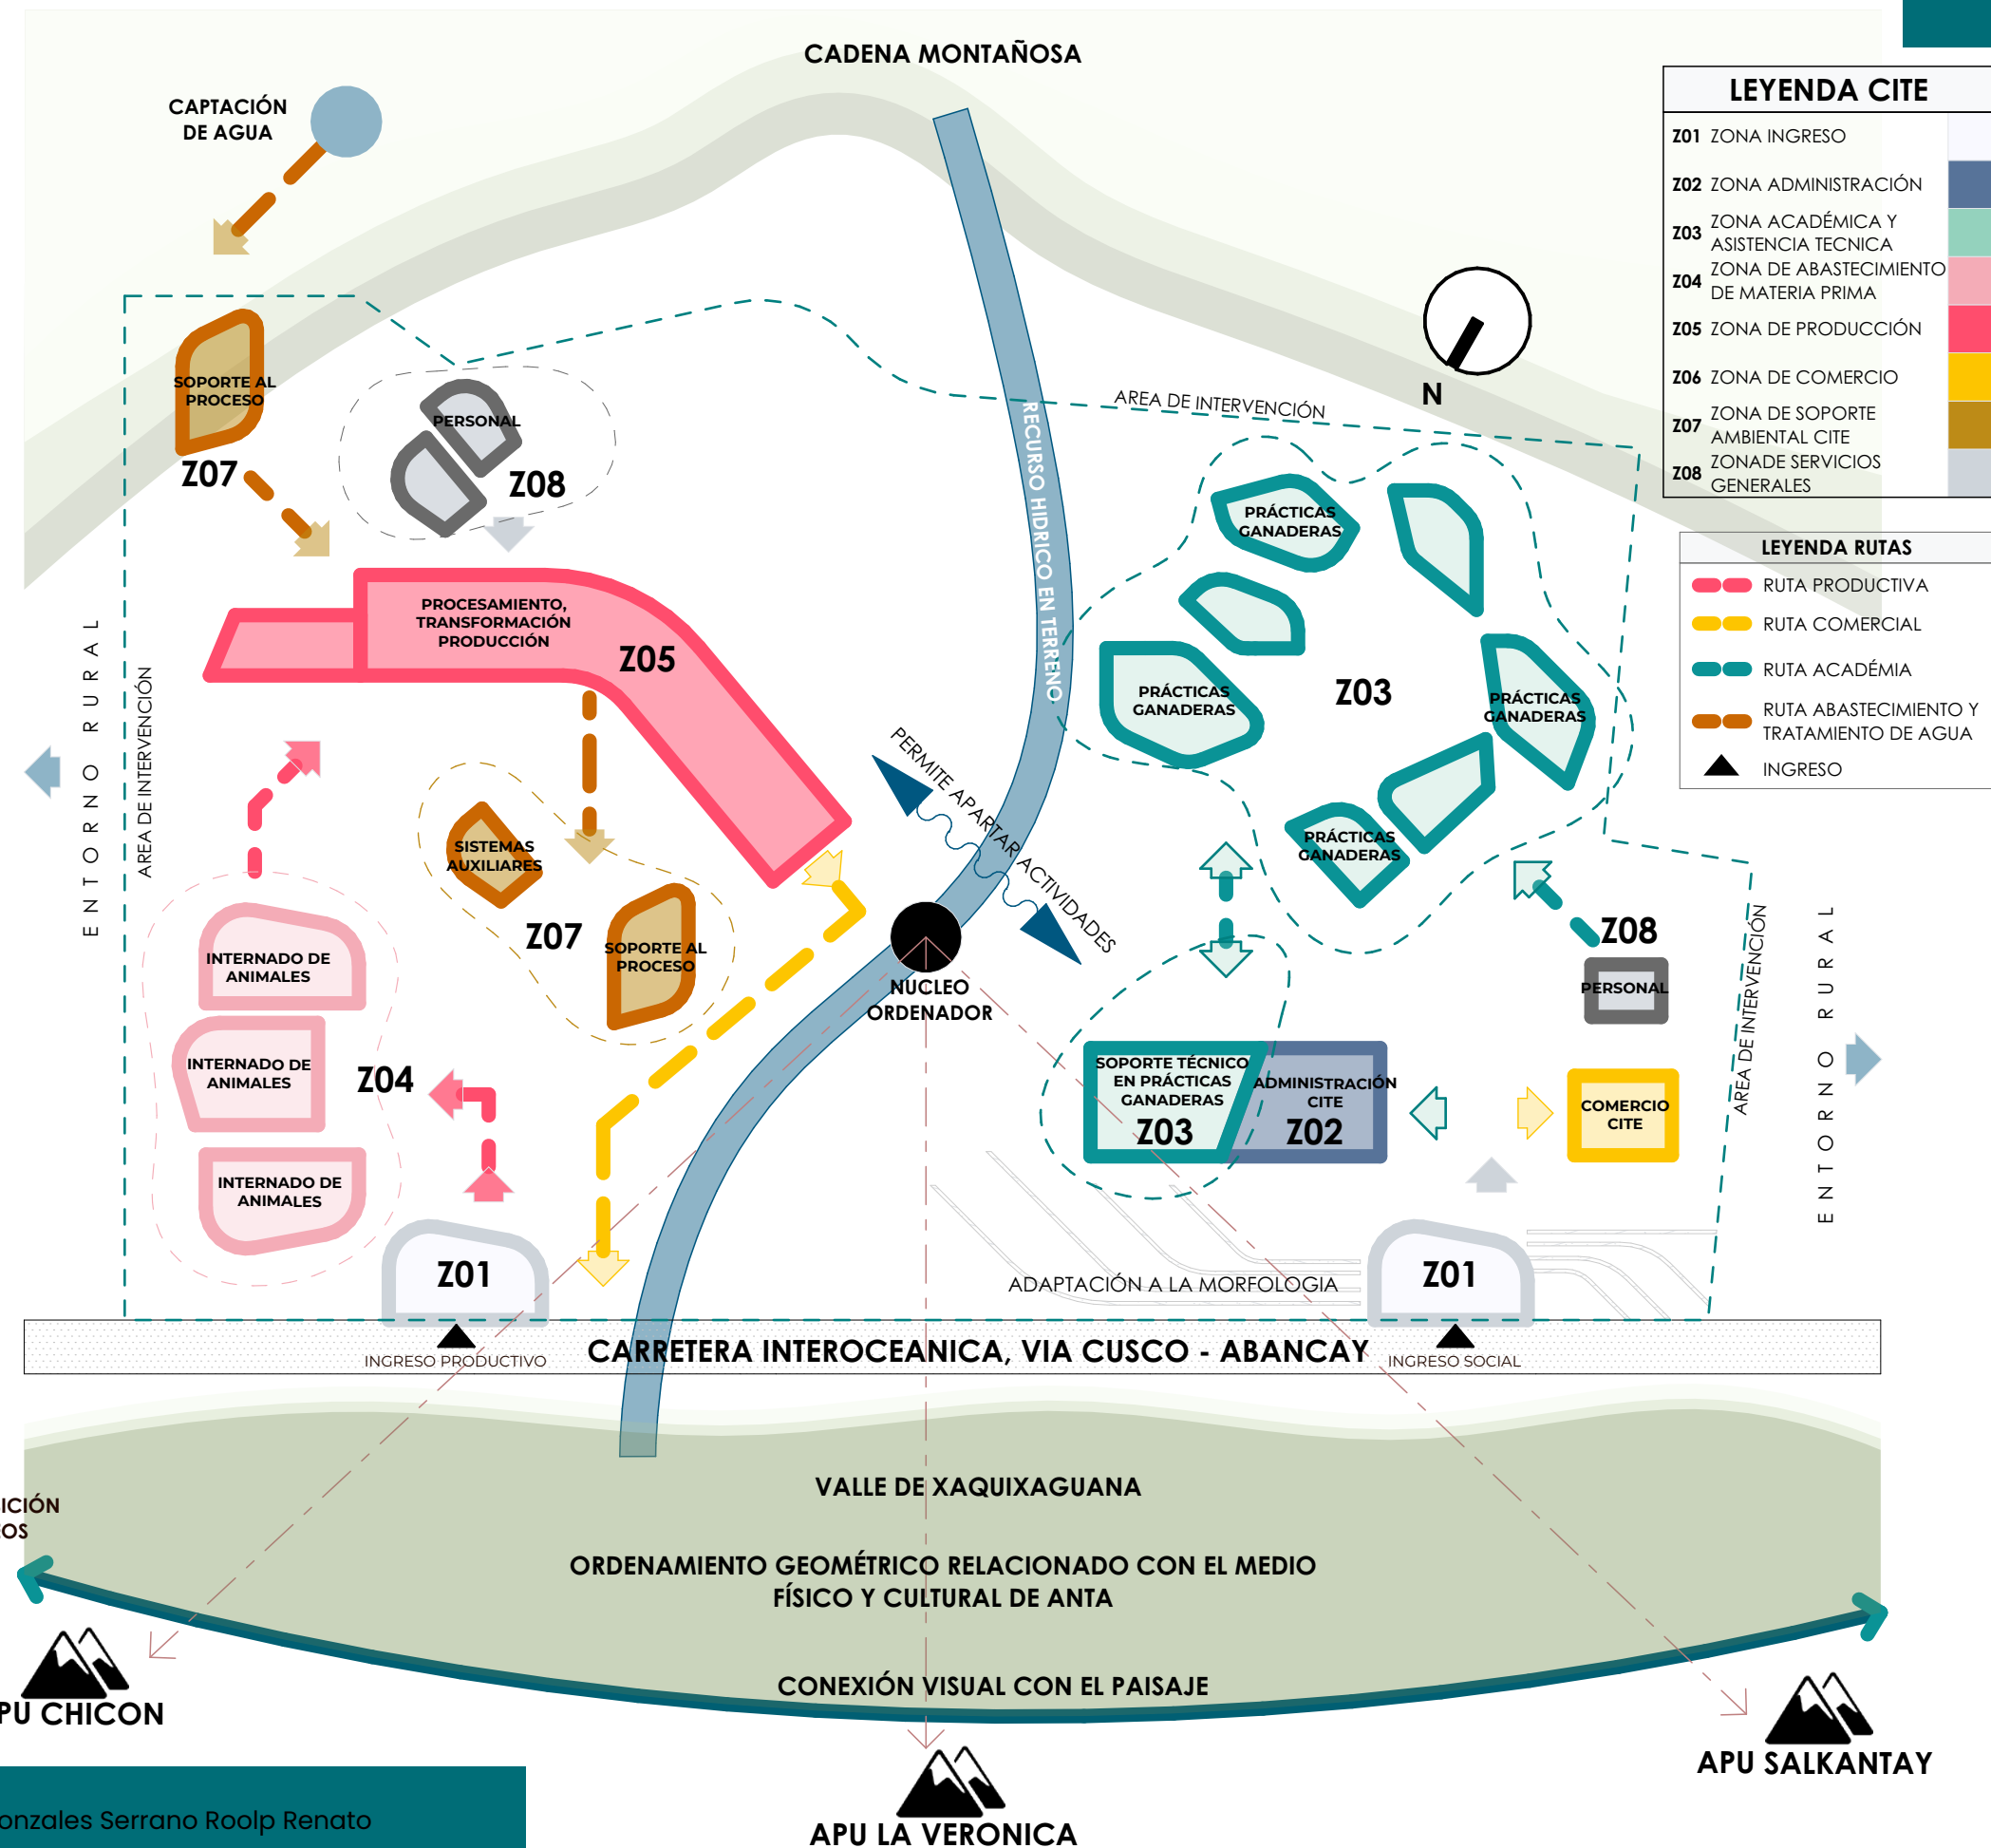 CADENA MONTAÑOSA
CAPTACIÓN
DE AGUA
LEYENDA CITE
Z01 ZONA INGRESO
Z02 ZONA ADMINISTRACIÓN
Z03 ZONA ACADÉMICA Y
ASISTENCIA TECNICA
Z04 ZONA DE ABASTECIMIENTO
DE MATERIA PRIMA
Z05 ZONA DE PRODUCCIÓN
Z06 ZONA DE COMERCIO
Z07 ZONA DE SOPORTE
AMBIENTAL CITE
Z08 ZONADE SERVICIOS
GENERALES
LEYENDA RUTAS
RUTA PRODUCTIVA
RUTA COMERCIAL
RUTA ACADÉMIA
RUTA ABASTECIMIENTO Y
TRATAMIENTO DE AGUA
INGRESO
N
AREA DE INTERVENCIÓN
SOPORTE AL
PROCESO
Z07
PERSONAL
Z08
RECURSO HIDRICO EN TERRENO
PRÁCTICAS
GANADERAS
PRÁCTICAS
GANADERAS
Z03
PRÁCTICAS
GANADERAS
PRÁCTICAS
GANADERAS
PROCESAMIENTO,
TRANSFORMACIÓN
PRODUCCIÓN
Z05
ENTORNO RURAL
AREA DE INTERVENCIÓN
PERMITE APARTAR ACTIVIDADES
SISTEMAS
AUXILIARES
Z07
SOPORTE AL
PROCESO
NUCLEO
ORDENADOR
INTERNADO DE
ANIMALES
INTERNADO DE
ANIMALES
Z04
INTERNADO DE
ANIMALES
Z08
PERSONAL
AREA DE INTERVENCIÓN
ENTORNO RURAL
SOPORTE TÉCNICO
EN PRÁCTICAS
GANADERAS
Z03
ADMINISTRACIÓN
CITE
Z02
COMERCIO
CITE
Z01
ADAPTACIÓN A LA MORFOLOGIA
Z01
INGRESO PRODUCTIVO
CARRETERA INTEROCEANICA, VIA CUSCO - ABANCAY
INGRESO SOCIAL
VALLE DE XAQUIXAGUANA
ICIÓN
EOS
ORDENAMIENTO GEOMÉTRICO RELACIONADO CON EL MEDIO
FÍSICO Y CULTURAL DE ANTA
CONEXIÓN VISUAL CON EL PAISAJE
PU CHICON
APU SALKANTAY
APU LA VERONICA
onzales Serrano Roolp Renato